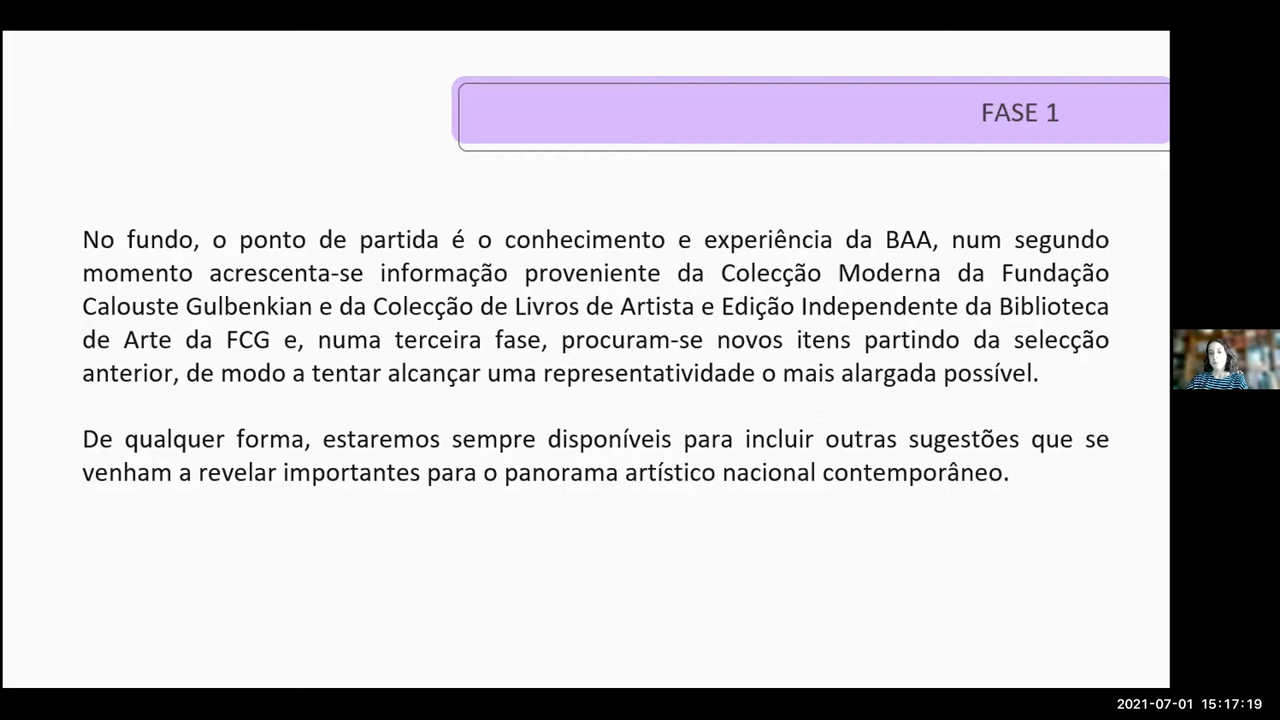 FASE 1
No fundo, o ponto de partida é o conhecimento e experiência da BAA, num segundo
momento acrescenta-se informação proveniente da Colecção Moderna da Fundação
Calouste Gulbenkian e da Colecção de Livros de Artista e Edição Independente da Biblioteca
de Arte da FCG e, numa terceira fase, procuram-se novos itens partindo da selecção
anterior, de modo a tentar alcançar uma representatividade o mais alargada possível.
De qualquer forma, estaremos sempre disponíveis para incluir outras sugestões que se
venham a revelar importantes para o panorama artístico nacional contemporâneo.
2021-07-01 15:17:19